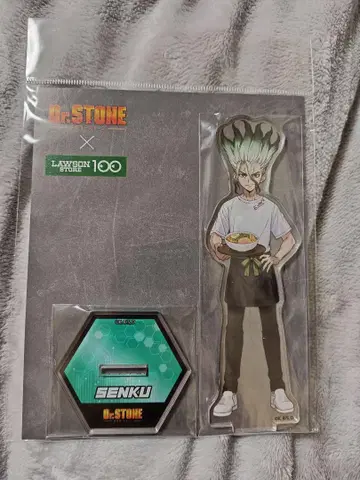 Dr.STONE
×
LAWSON
STORE
100
SENKU
Dr.STONE